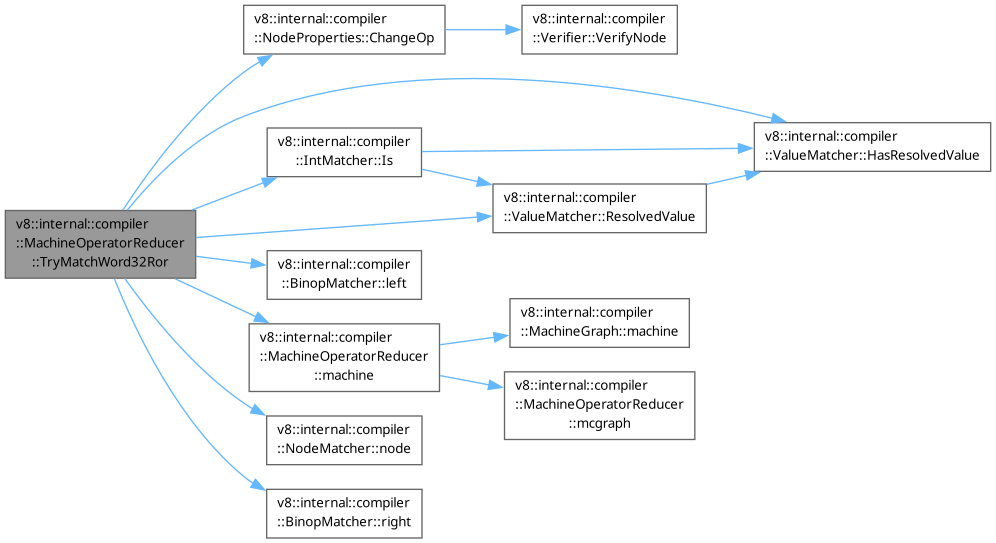 v8::internal::compiler
::NodeProperties::ChangeOp
v8::internal::compiler
::Verifier::VerifyNode
v8::internal::compiler
::IntMatcher::Is
v8::internal::compiler
::ValueMatcher::HasResolvedValue
v8::internal::compiler
::ValueMatcher::ResolvedValue
v8::internal::compiler
::MachineOperatorReducer
::TryMatchWord32Ror
v8::internal::compiler
::BinopMatcher::left
v8::internal::compiler
::MachineOperatorReducer
::machine
v8::internal::compiler
::MachineGraph::machine
v8::internal::compiler
::MachineOperatorReducer
::mcgraph
v8::internal::compiler
::NodeMatcher::node
v8::internal::compiler
::BinopMatcher::right